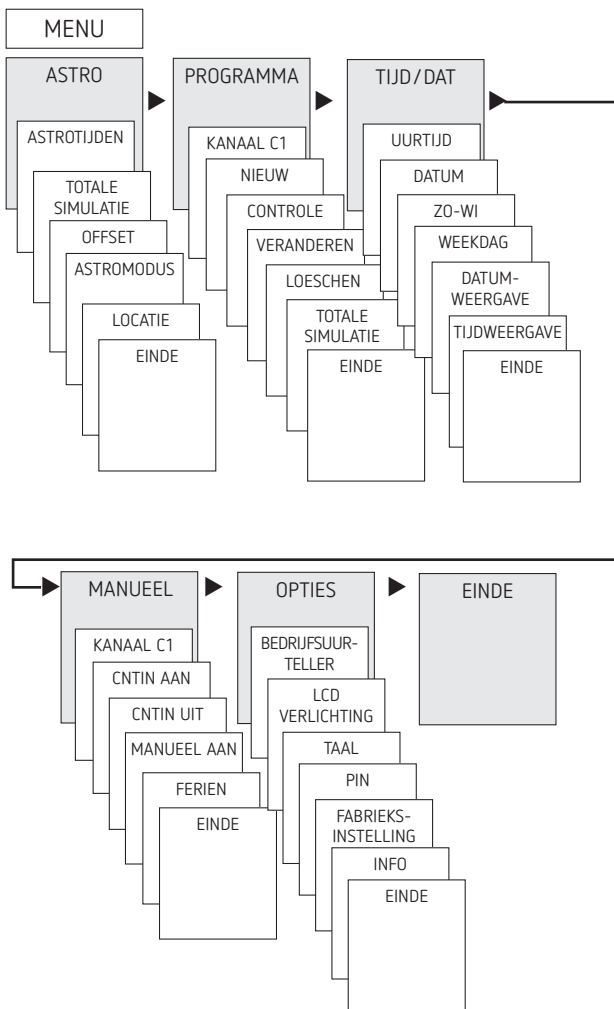 MENU
ASTRO
ASTROTIJDEN
TOTALE
SIMULATIE
OFFSET
ASTROMODUS
LOCATIE
EINDE
PROGRAMMA
KANAAL C1
NIEUW
CONTROLE
VERANDEREN
LOESCHEN
TOTALE
SIMULATIE
EINDE
TIJD/DAT
UURTIJD
DATUM
ZO-WI
WEEKDAG
DATUM-
WEERGAVE
TIJDWEERGAVE
EINDE
MANUEEL
KANAAL C1
CNTIN AAN
CNTIN UIT
MANUEEL AAN
FERIEN
EINDE
OPTIES
BEDRIJFSUUR-
TELLER
LCD
VERLICHTING
TAAL
PIN
FABRIEKS-
INSTELLING
INFO
EINDE
EINDE